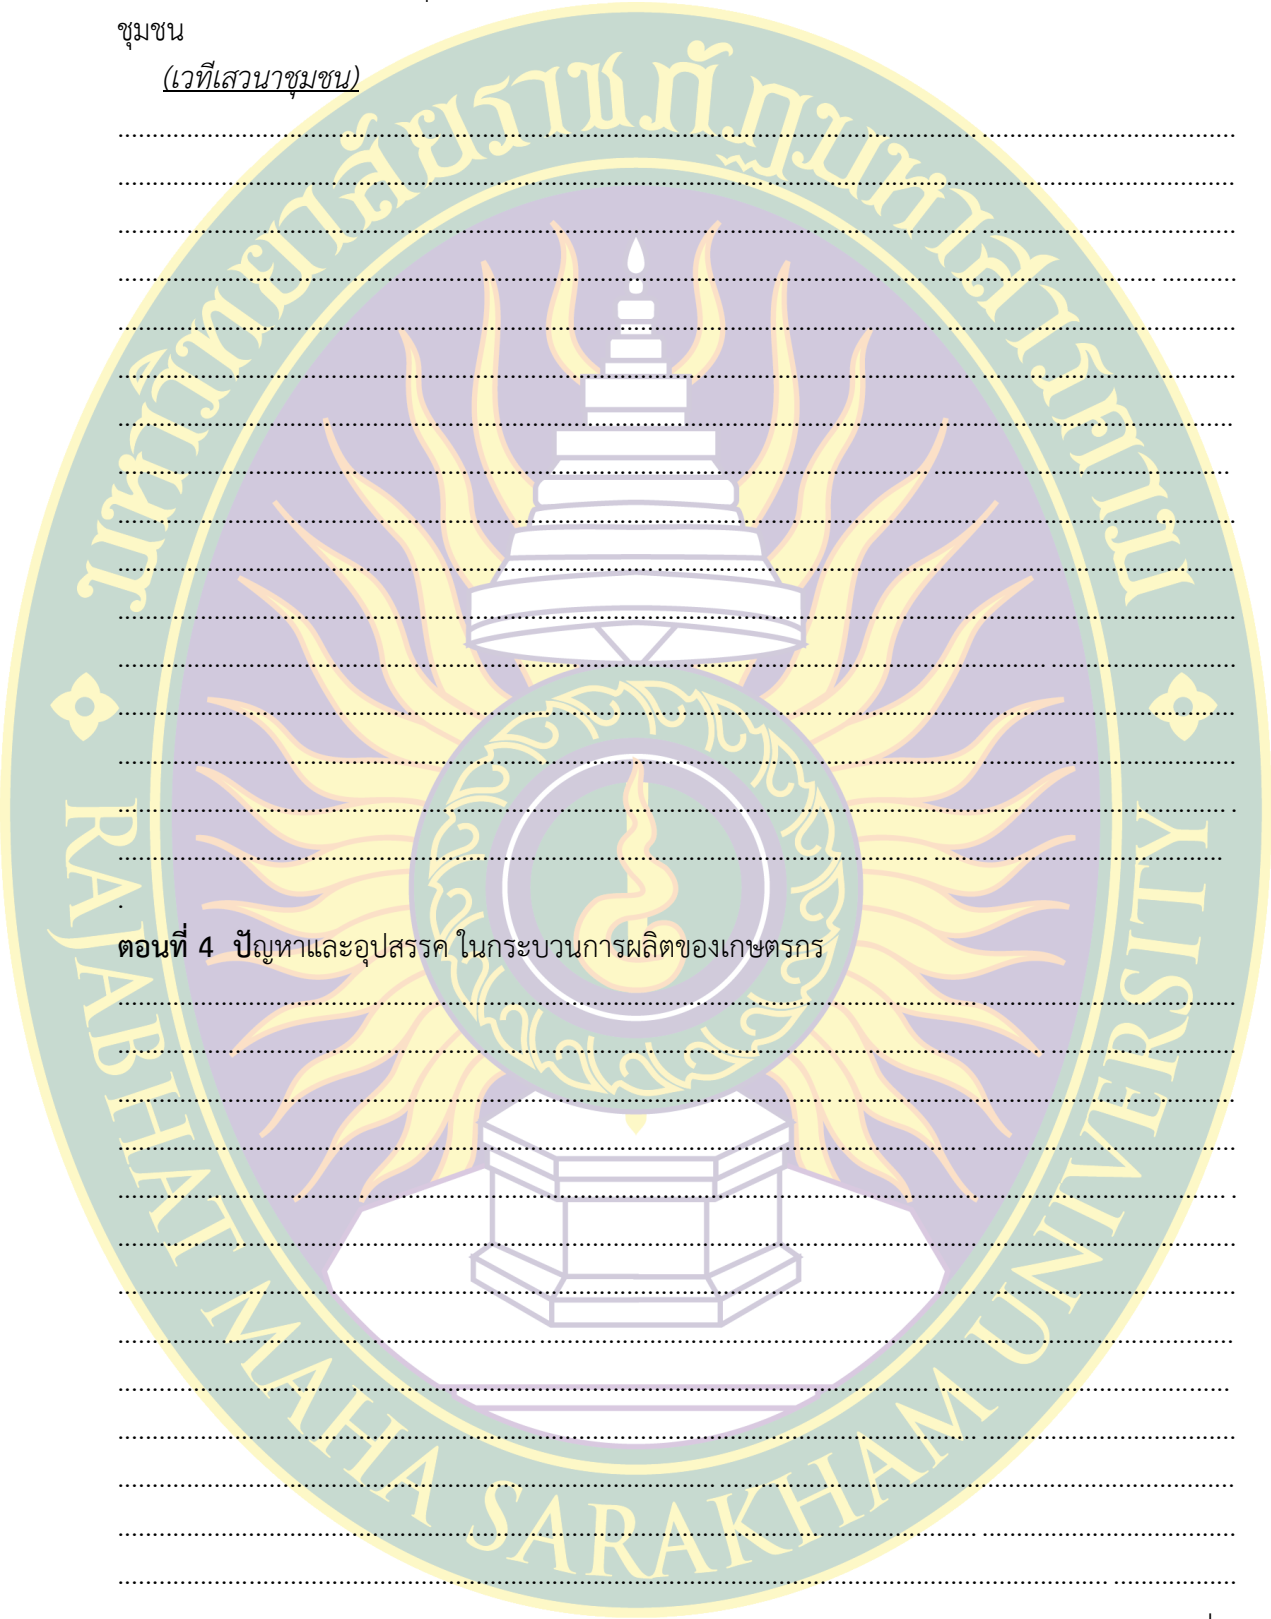 ชุมชน
(เวทีเสวนาชุมชน)
ตอนที่ 4 ปัญหาและอุปสรรค ในกระบวนการผลิตของเกษตรกร
มหาวิทยาลัยราชภัฏมหาสารคาม
RAJABHAT MAHA SARAKHAM UNIVERSITY